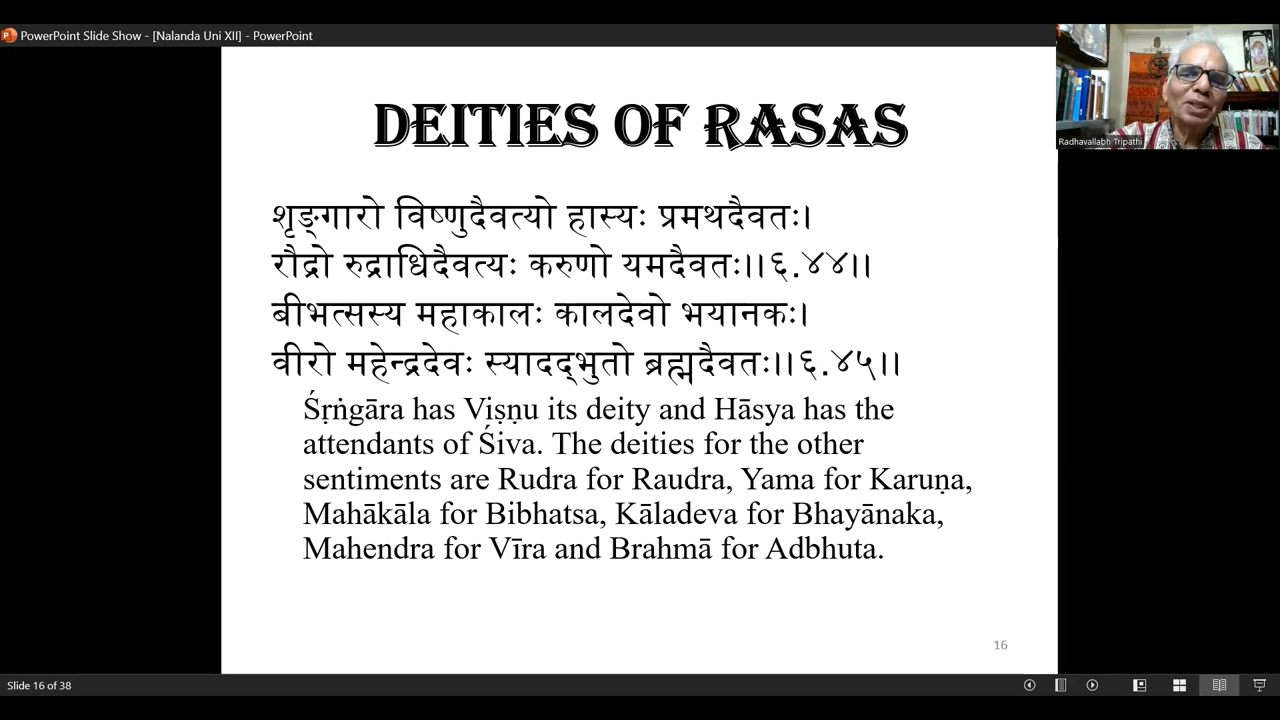 PowerPoint Slide Show - [Nalanda Uni XII] - PowerPoint
DEITIES OF RASAS
शृङ्गारो विष्णुदैवत्यो हास्यः प्रमथदैवतः।
रौद्रो रुद्राधिदैवत्यः करुणो यमदैवतः।।६.४४।।
बीभत्सस्य महाकालः कालदेवो भयानकः।
वीरो महेन्द्रदेवः स्यादद्भुतो ब्रह्मदैवतः।।६.४५।।
Śṛṅgāra has Viṣṇu its deity and Hāsya has the
attendants of Śiva. The deities for the other
sentiments are Rudra for Raudra, Yama for Karuṇa,
Mahākāla for Bibhatsa, Kāladeva for Bhayānaka,
Mahendra for Vīra and Brahmā for Adbhuta.
16
Radhavallabh Tripathi
Slide 16 of 38